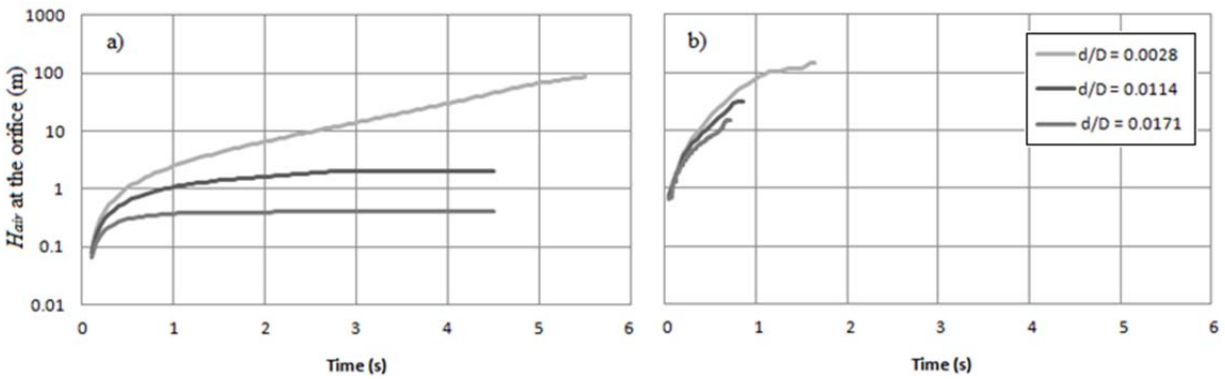 1000
100
10
1
0.1
0.01
Hair at the orifice (m)
a)
0 1 2 3 4 5 6
Time (s)
b)
d/D = 0.0028
d/D = 0.0114
d/D = 0.0171
0 1 2 3 4 5 6
Time (s)